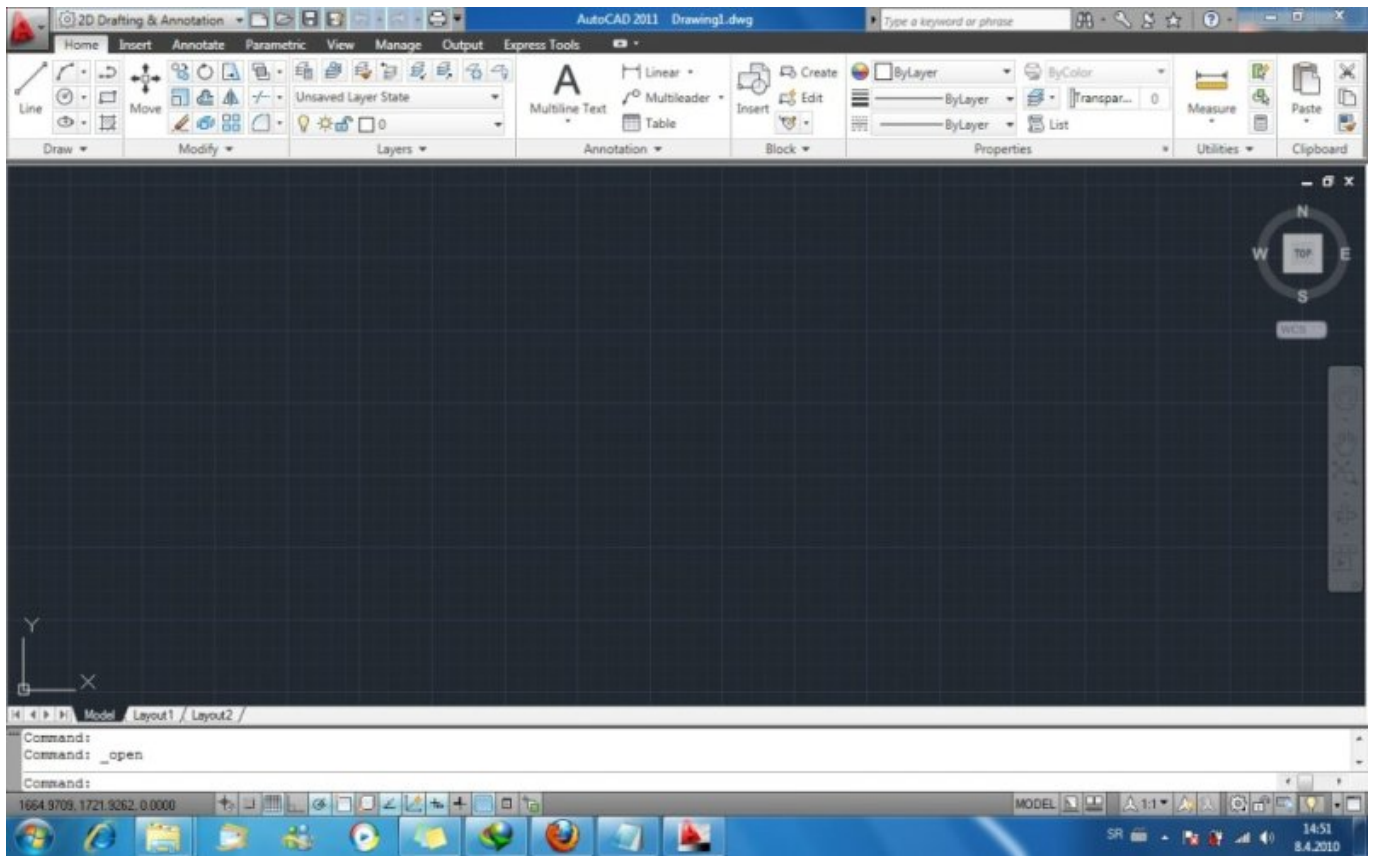 2D Drafting & Annotation
AutoCAD 2011 Drawing1.dwg
Type a keyword or phrase
Home Insert Annotate Parametric View Manage Output Express Tools
Line
Move
Unsaved Layer State
0
Multiline Text
Linear
Multileader
Table
Insert
Create
Edit
ByLayer
ByLayer
ByLayer
ByColor
Transpar... 0
List
Measure
Paste
Draw Modify Layers Annotation Block Properties Utilities Clipboard
N
W TOP E
S
WCS
Y
X
Model Layout1 Layout2
Command:
Command: _open
Command:
1664.9709, 1721.9262, 0.0000
MODEL
1:1
SR
14:51
8.4.2010